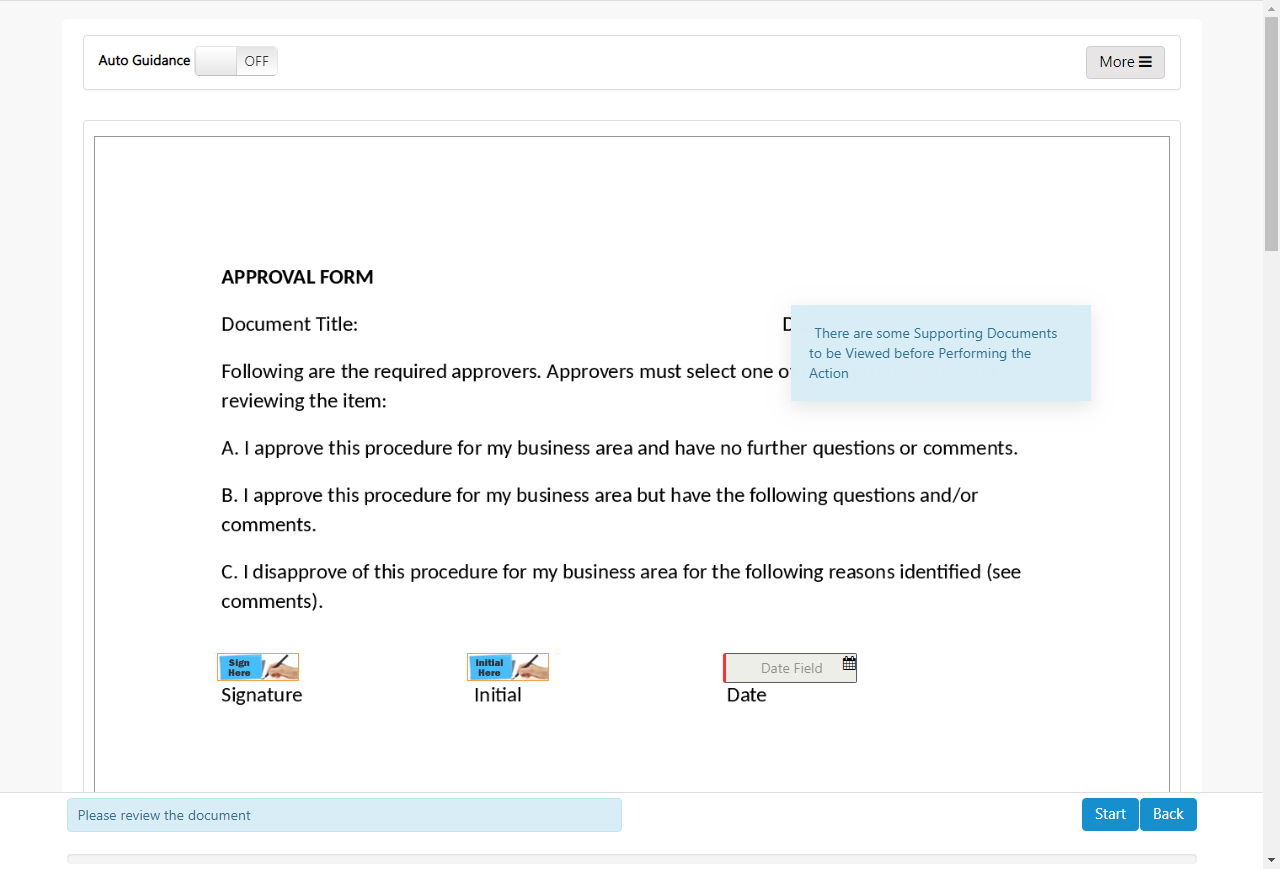 Auto Guidance OFF More
APPROVAL FORM
Document Title:
There are some Supporting Documents
to be Viewed before Performing the
Action
Following are the required approvers. Approvers must select one
reviewing the item:
A. I approve this procedure for my business area and have no further questions or comments.
B. I approve this procedure for my business area but have the following questions and/or
comments.
C. I disapprove of this procedure for my business area for the following reasons identified (see
comments).
Sign
Here
Initial
Here
Date Field
Signature Initial Date
Please review the document Start Back